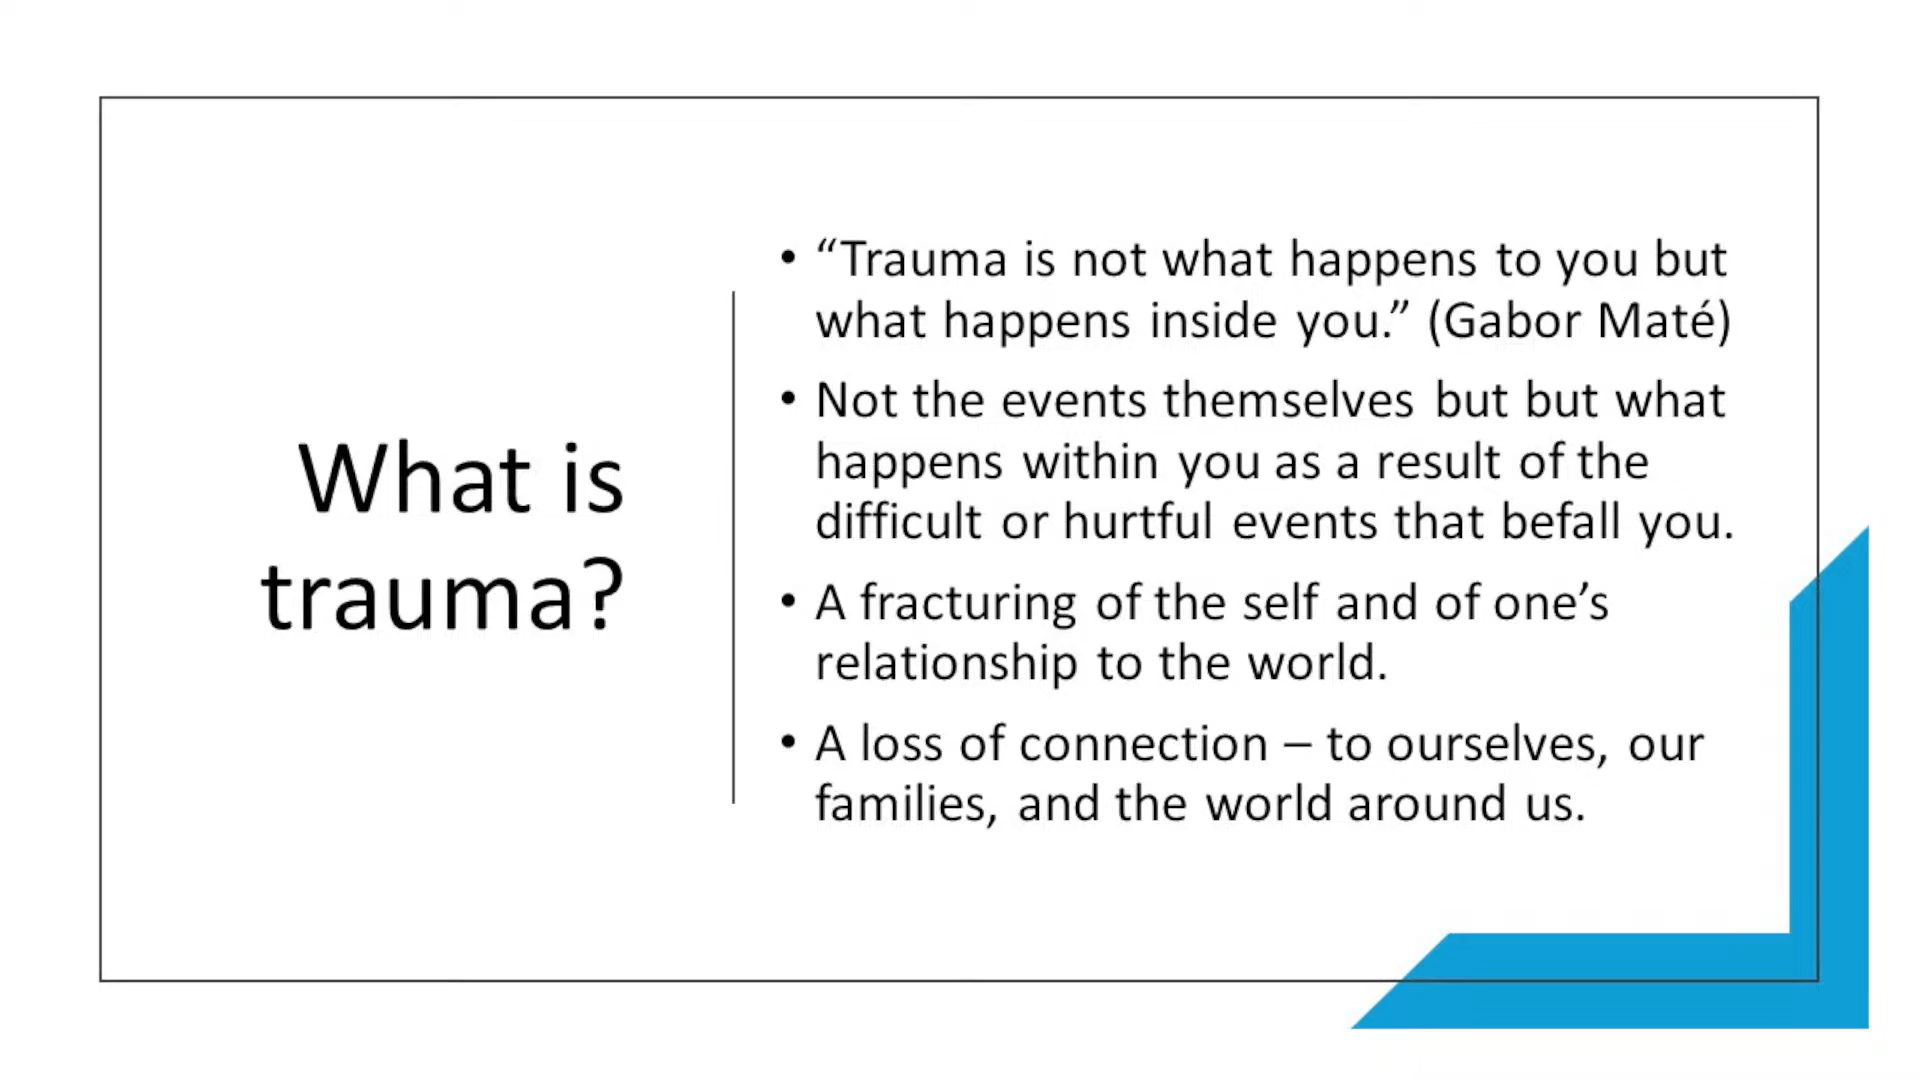 What is
trauma?
• “Trauma is not what happens to you but
what happens inside you.” (Gabor Maté)
• Not the events themselves but but what
happens within you as a result of the
difficult or hurtful events that befall you.
• A fracturing of the self and of one’s
relationship to the world.
• A loss of connection – to ourselves, our
families, and the world around us.